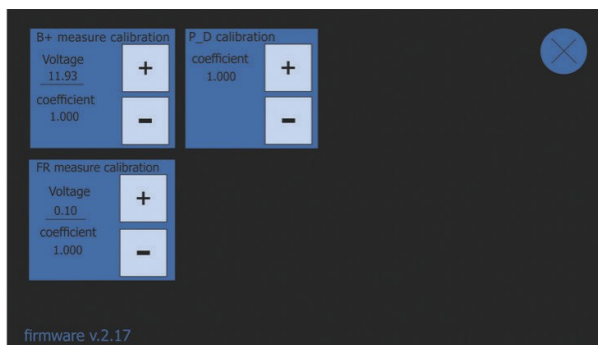 B+ measure calibration
Voltage
11.93
coefficient
1.000
+
-
P_D calibration
coefficient
1.000
+
-
FR measure calibration
Voltage
0.10
coefficient
1.000
+
-
firmware v.2.17